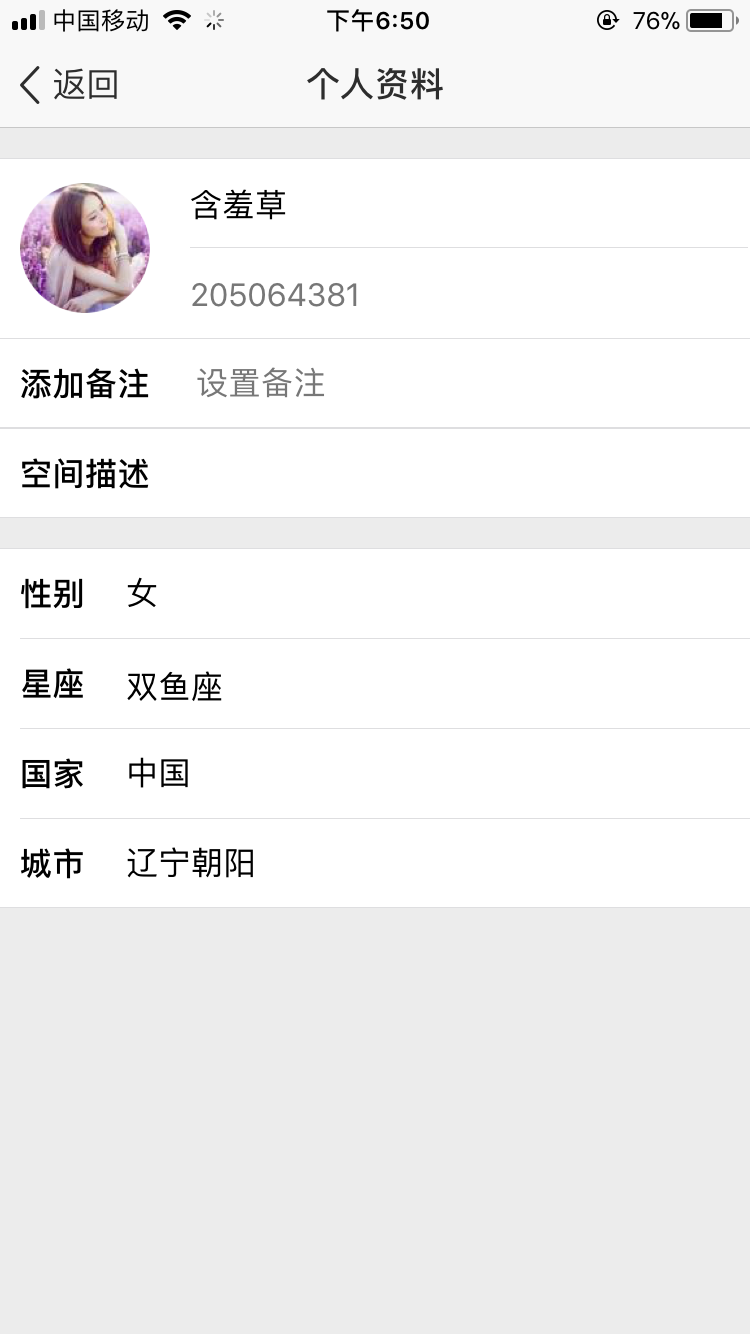 中国移动 下午6:50 76%
返回 个人资料
含羞草
205064381
添加备注 设置备注
空间描述
性别 女
星座 双鱼座
国家 中国
城市 辽宁朝阳